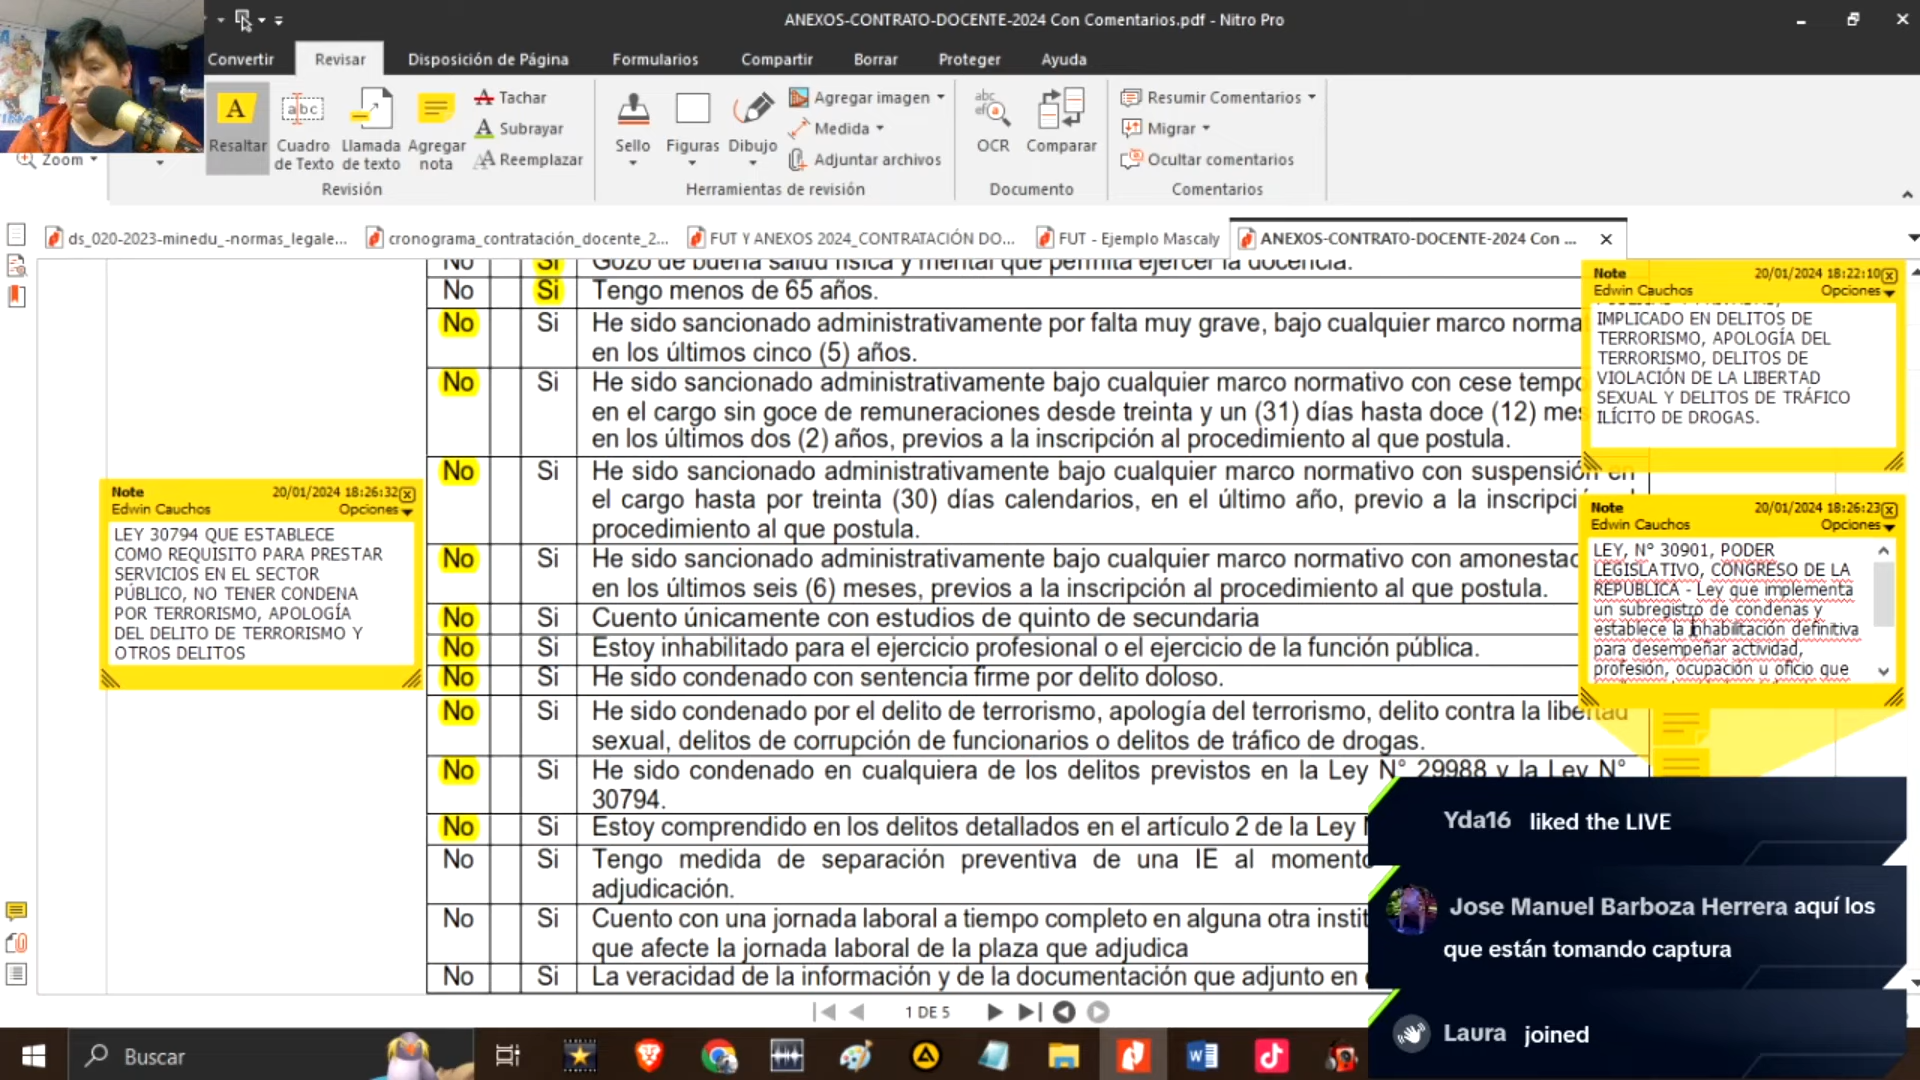 ANEXOS-CONTRATO-DOCENTE-2024 Con Comentarios.pdf - Nitro Pro
Convertir
Revisar
Disposición de Página
Formularios
Compartir
Borrar
Proteger
Ayuda
Zoom
Resaltar
Cuadro de Texto
Llamada de texto
Agregar nota
Tachar
Subrayar
Reemplazar
Revisión
Sello
Figuras
Dibujo
Agregar imagen
Medida
Adjuntar archivos
Herramientas de revisión
OCR
Comparar
Documento
Resumir Comentarios
Migrar
Ocultar comentarios
Comentarios
ds_020-2023-minedu_-normas_legale...
cronograma_contratación_docente_2...
FUT Y ANEXOS 2024_CONTRATACIÓN DO...
FUT - Ejemplo Mascaly
ANEXOS-CONTRATO-DOCENTE-2024 Con ...
No Si Gozo de buena salud física y mental que permita ejercer la docencia.
No Si Tengo menos de 65 años.
No Si He sido sancionado administrativamente por falta muy grave, bajo cualquier marco norma
en los últimos cinco (5) años.
No Si He sido sancionado administrativamente bajo cualquier marco normativo con cese tempo
en el cargo sin goce de remuneraciones desde treinta y un (31) días hasta doce (12) mes
en los últimos dos (2) años, previos a la inscripción al procedimiento al que postula.
No Si He sido sancionado administrativamente bajo cualquier marco normativo con suspensión en
el cargo hasta por treinta (30) días calendarios, en el último año, previo a la inscripci
procedimiento al que postula.
No Si He sido sancionado administrativamente bajo cualquier marco normativo con amonestac
en los últimos seis (6) meses, previos a la inscripción al procedimiento al que postula.
No Si Cuento únicamente con estudios de quinto de secundaria
No Si Estoy inhabilitado para el ejercicio profesional o el ejercicio de la función pública.
No Si He sido condenado con sentencia firme por delito doloso.
No Si He sido condenado por el delito de terrorismo, apología del terrorismo, delito contra la libertad
sexual, delitos de corrupción de funcionarios o delitos de tráfico de drogas.
No Si He sido condenado en cualquiera de los delitos previstos en la Ley N° 29988 y la Ley N°
30794.
No Si Estoy comprendido en los delitos detallados en el artículo 2 de la Ley
No Si Tengo medida de separación preventiva de una IE al momento
adjudicación.
No Si Cuento con una jornada laboral a tiempo completo en alguna otra instit
que afecte la jornada laboral de la plaza que adjudica
No Si La veracidad de la información y de la documentación que adjunto en
Note 20/01/2024 18:26:32
Edwin Cauchos Opciones
LEY 30794 QUE ESTABLECE
COMO REQUISITO PARA PRESTAR
SERVICIOS EN EL SECTOR
PÚBLICO, NO TENER CONDENA
POR TERRORISMO, APOLOGÍA
DEL DELITO DE TERRORISMO Y
OTROS DELITOS
Note 20/01/2024 18:22:10
Edwin Cauchos Opciones
IMPLICADO EN DELITOS DE
TERRORISMO, APOLOGÍA DEL
TERRORISMO, DELITOS DE
VIOLACIÓN DE LA LIBERTAD
SEXUAL Y DELITOS DE TRÁFICO
ILÍCITO DE DROGAS.
Note 20/01/2024 18:26:23
Edwin Cauchos Opciones
LEY, N° 30901, PODER
LEGISLATIVO, CONGRESO DE LA
REPUBLICA - Ley que implementa
un subregistro de condenas y
establece la inhabilitación definitiva
para desempeñar actividad,
profesión, ocupación u oficio que
Yda16 liked the LIVE
Jose Manuel Barboza Herrera aquí los
que están tomando captura
Laura joined
1 DE 5
Buscar